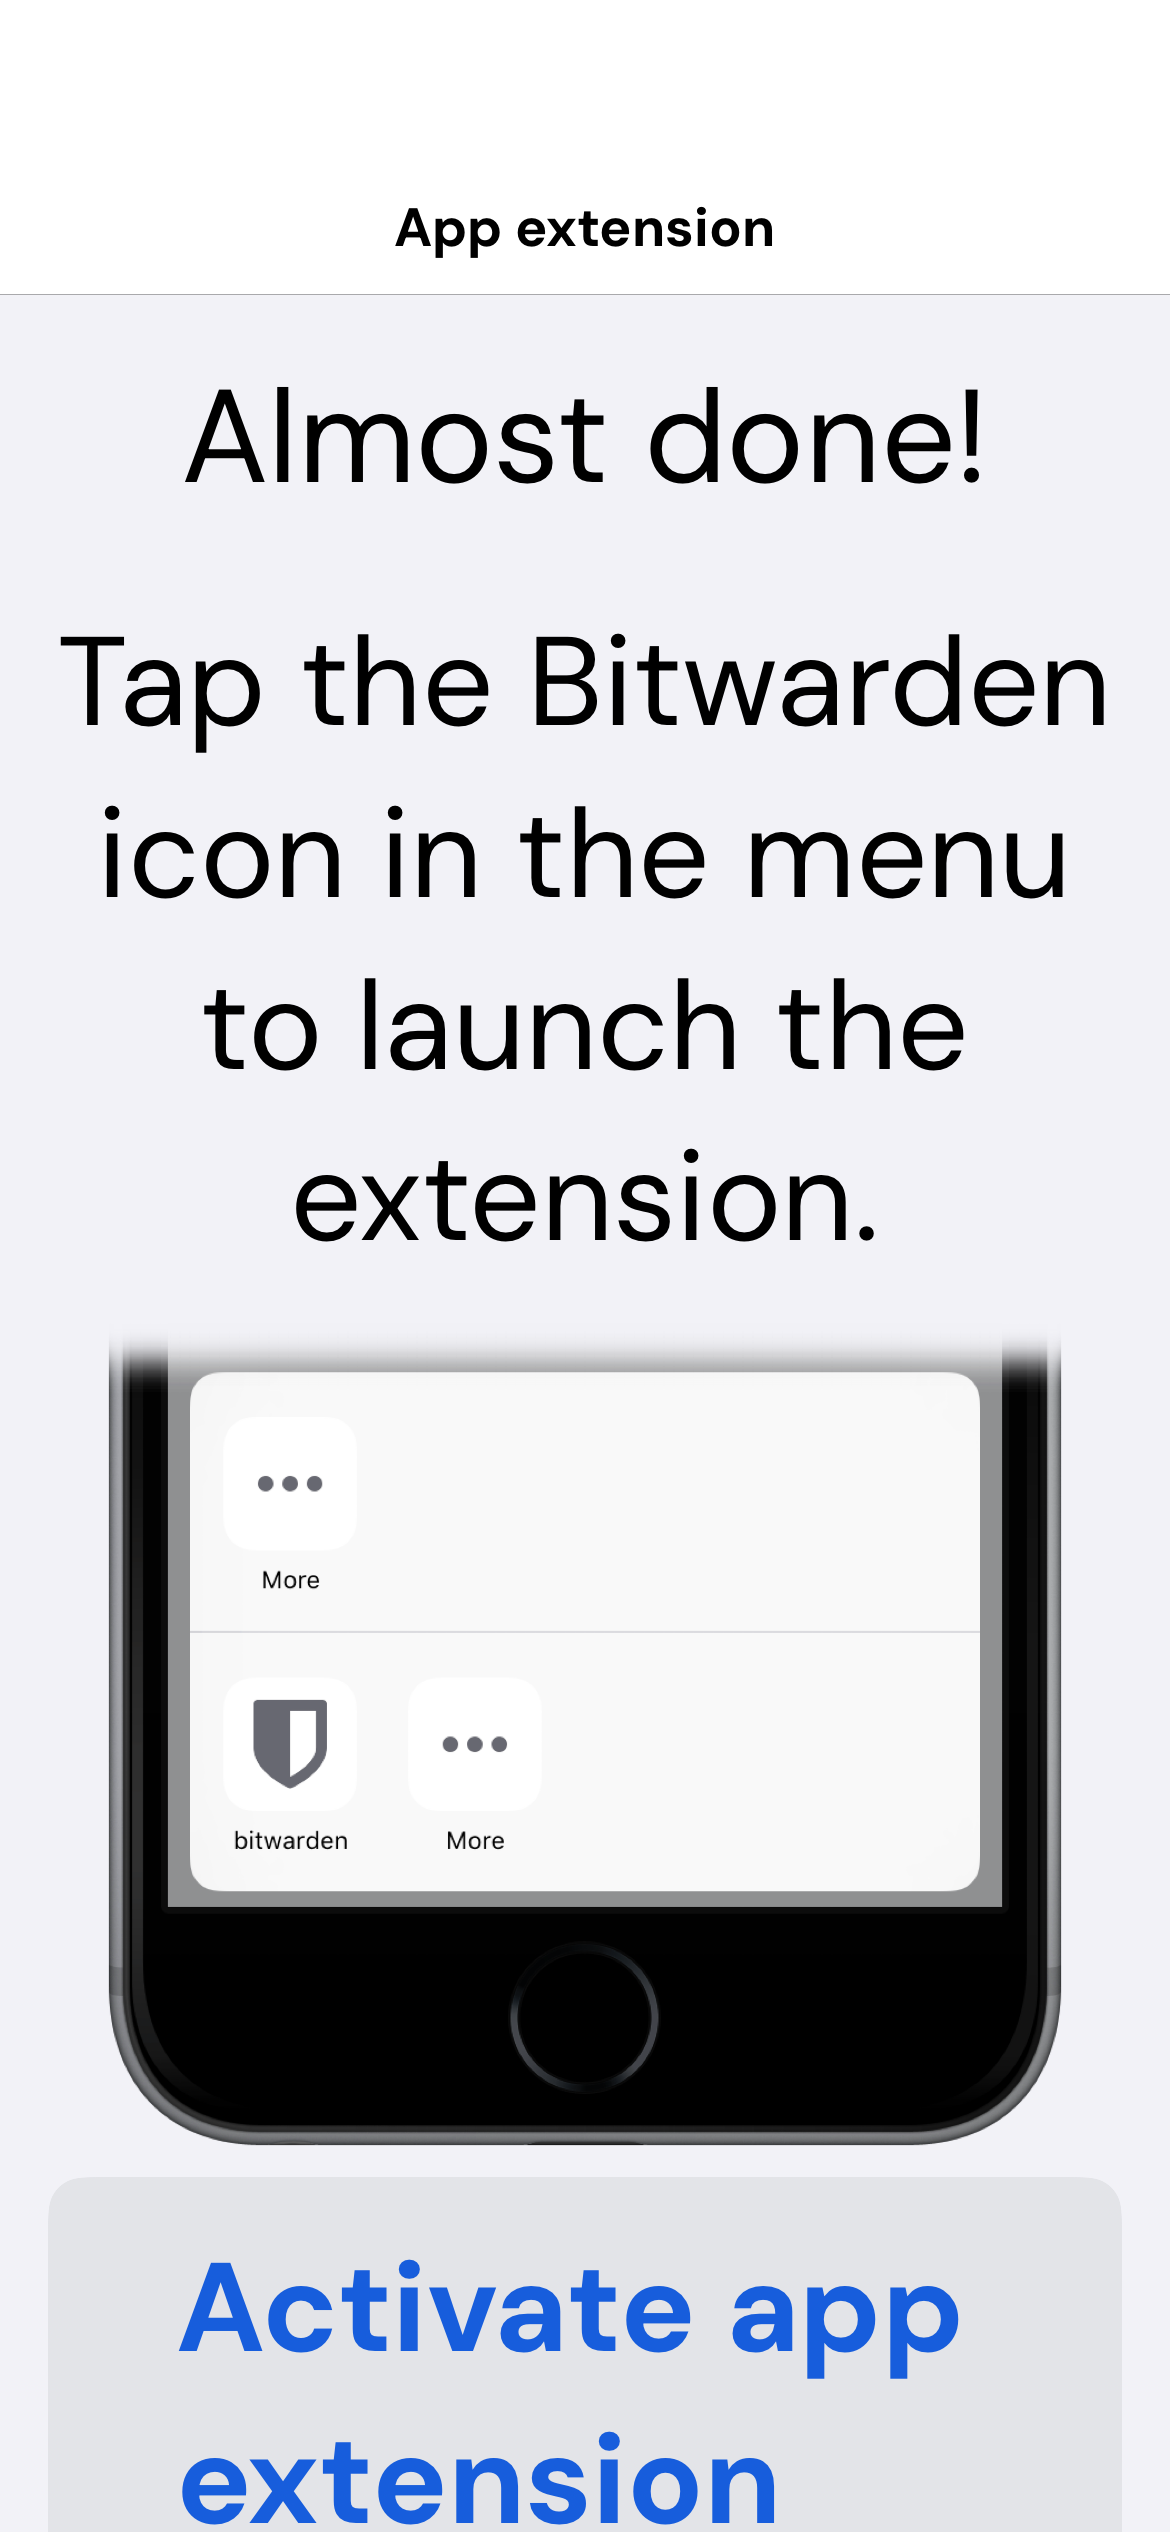 App extension
Almost done!
Tap the Bitwarden
icon in the menu
to launch the
extension.
More
bitwarden More
Activate app
extension